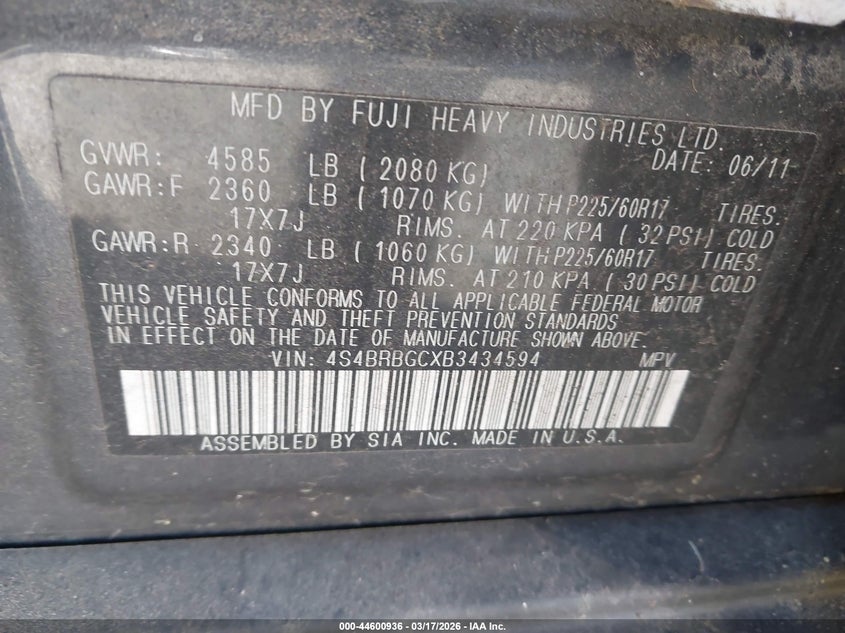 MFD BY FUJI HEAVY INDUSTRIES LTD.
GVWR: 4585 LB ( 2080 KG) DATE: 06/11
GAWR:F 2360 LB ( 1070 KG) WITH P225/60R17 TIRES.
17X7J RIMS. AT 220 KPA ( 32 PSI) COLD
GAWR:R 2340 LB ( 1060 KG) WITH P225/60R17 TIRES.
17X7J RIMS. AT 210 KPA ( 30 PSI) COLD
THIS VEHICLE CONFORMS TO ALL APPLICABLE FEDERAL MOTOR
VEHICLE SAFETY AND THEFT PREVENTION STANDARDS
IN EFFECT ON THE DATE OF MANUFACTURE SHOWN ABOVE.
VIN: 4S4BRBGCXB3434594 MPV
ASSEMBLED BY SIA INC. MADE IN U.S.A.
000-44600936 - 03/17/2026 - IAA Inc.